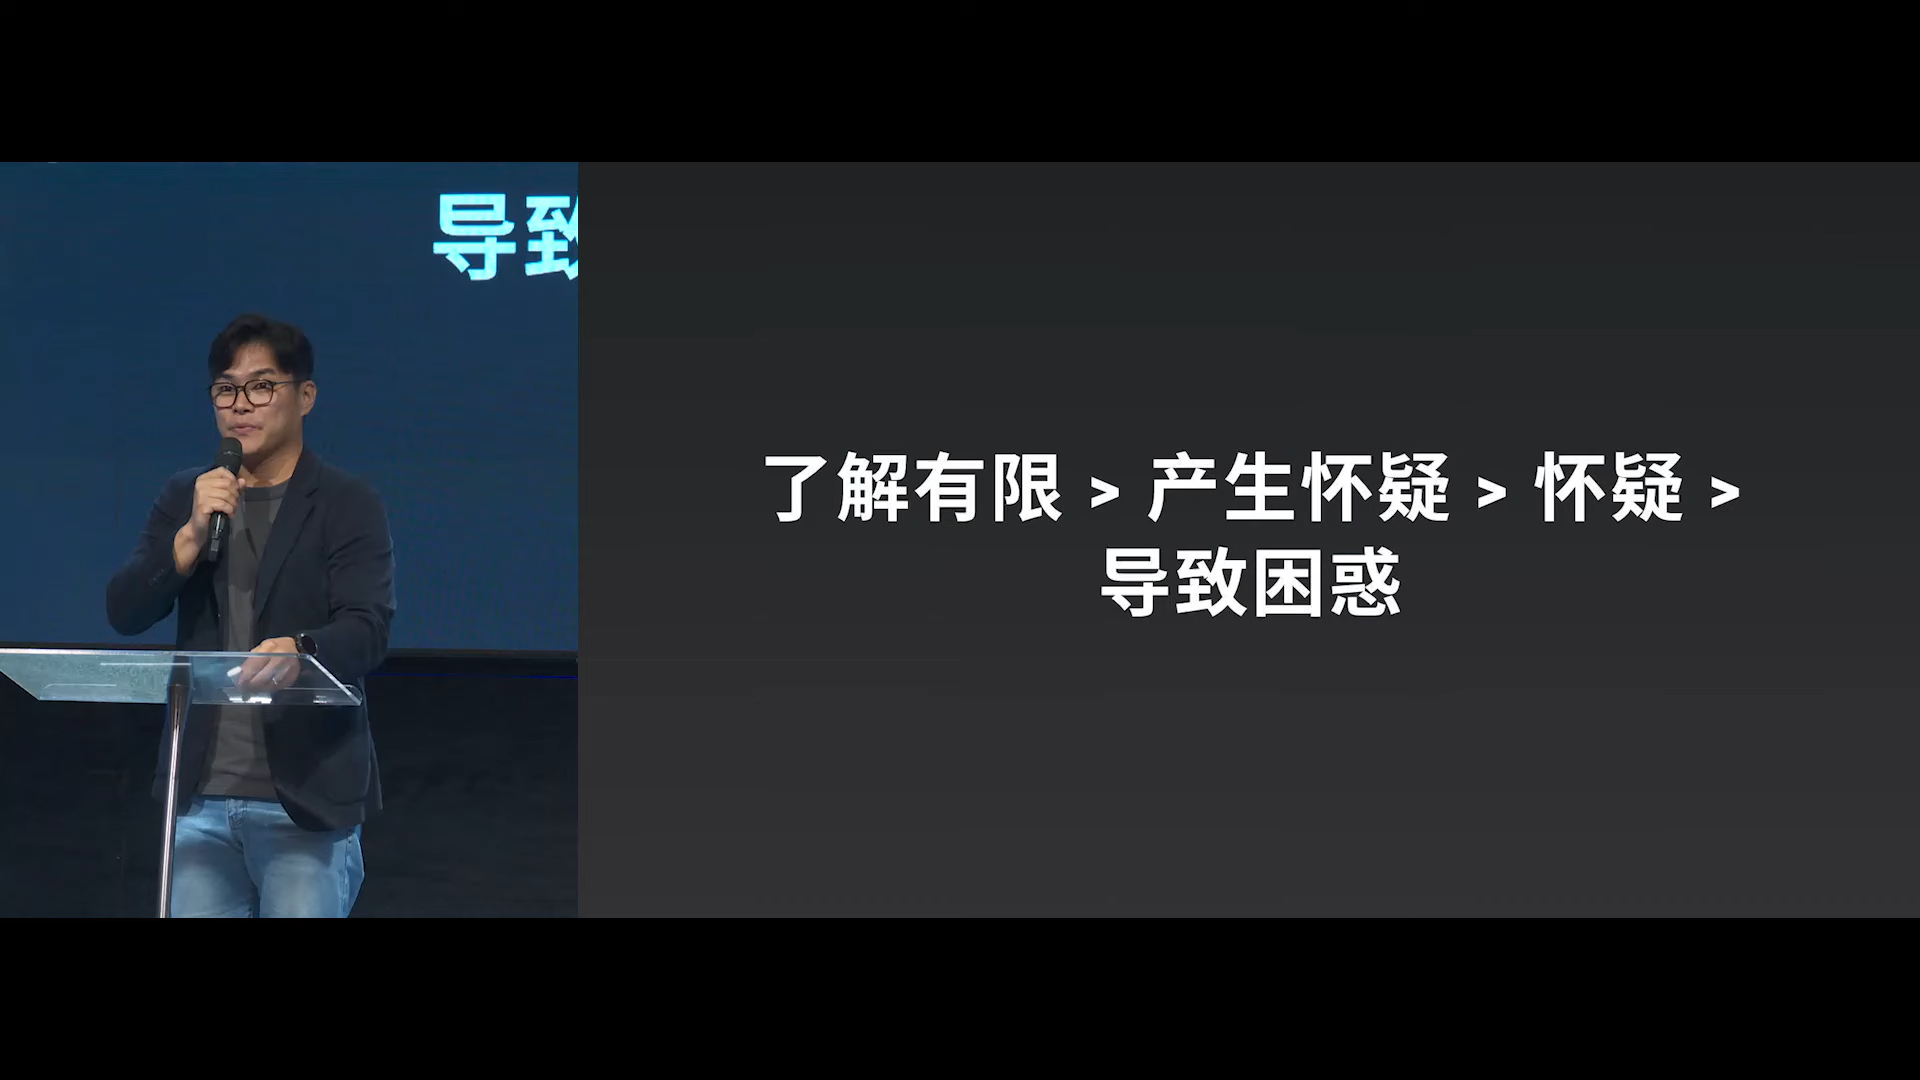 导致
了解有限 > 产生怀疑 > 怀疑 >
导致困惑